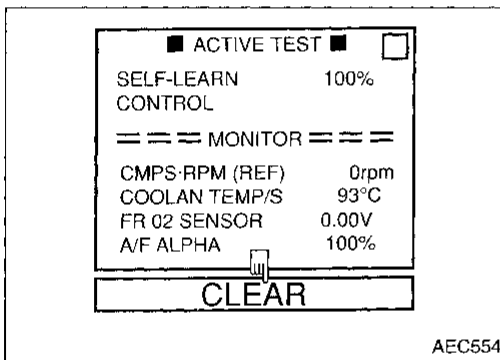 ■ ACTIVE TEST ■
SELF-LEARN 100%
CONTROL
=== MONITOR ===
CMPS·RPM (REF) 0rpm
COOLAN TEMP/S 93°C
FR 02 SENSOR 0.00V
A/F ALPHA 100%
CLEAR
AEC554